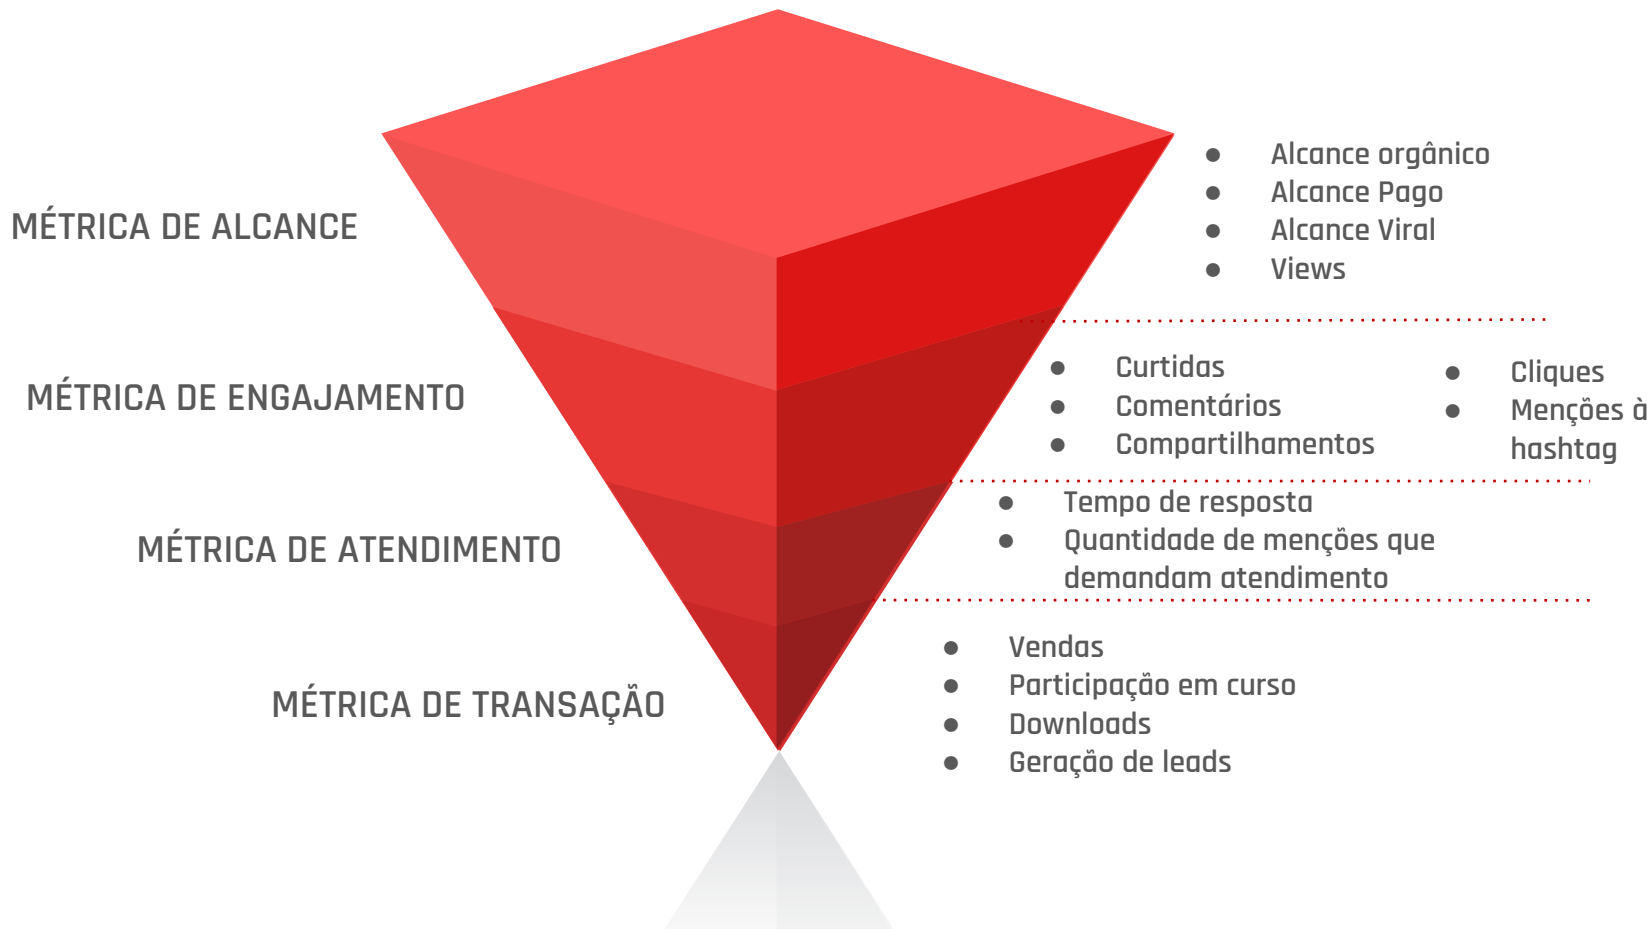 MÉTRICA DE ALCANCE
● Alcance orgânico
● Alcance Pago
● Alcance Viral
● Views
MÉTRICA DE ENGAJAMENTO
● Curtidas
● Comentários
● Compartilhamentos
● Cliques
● Menções à
hashtag
MÉTRICA DE ATENDIMENTO
● Tempo de resposta
● Quantidade de menções que
demandam atendimento
MÉTRICA DE TRANSAÇÃO
● Vendas
● Participação em curso
● Downloads
● Geração de leads